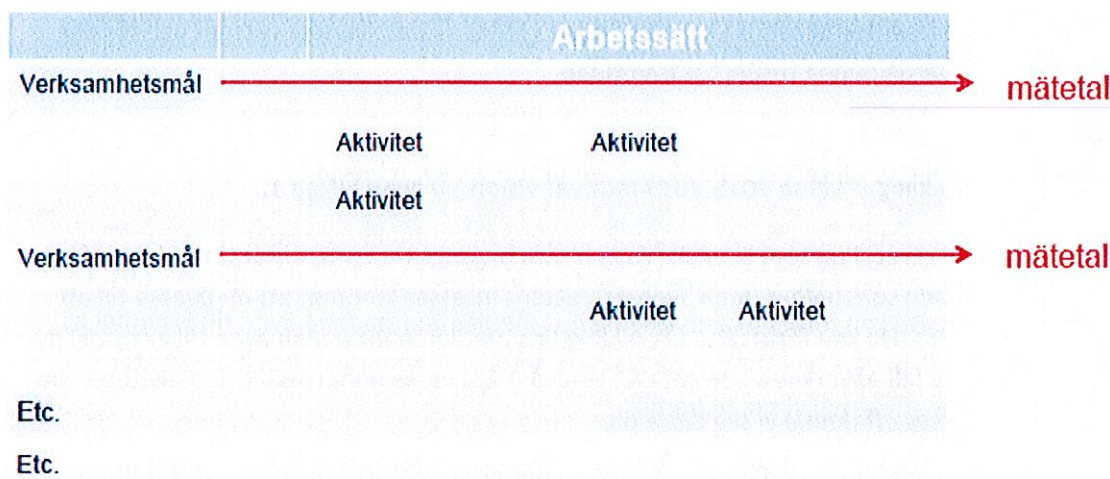 Arbetssätt
Verksamhetsmål mätetal
Aktivitet Aktivitet
Aktivitet
Verksamhetsmål mätetal
Aktivitet Aktivitet
Etc.
Etc.